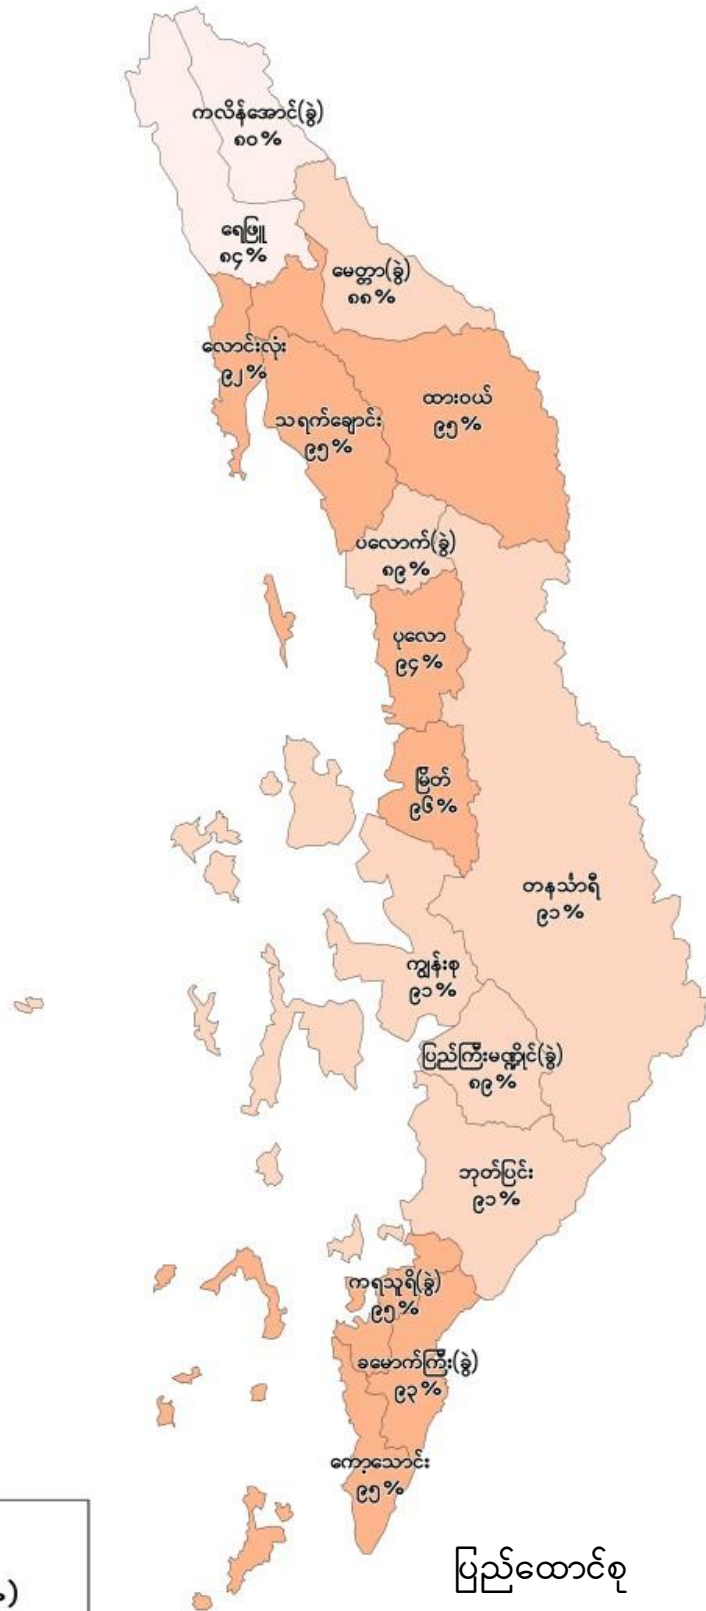 ကလိန်အောင်(ခွဲ)
၈၀%
ရေဖြူ
၈၄%
မေတ္တာ(ခွဲ)
၈၈%
လောင်းလုံး
၉၂%
ထားဝယ်
၉၅%
သရက်ချောင်း
၉၅%
ပလောက်(ခွဲ)
၈၉%
ပုလော
၉၄%
မြိတ်
၉၆%
တနင်္သာရီ
၉၁%
ကျွန်းစု
၉၁%
ပြည်ကြီးမဏ္ဍိုင်(ခွဲ)
၈၉%
ဘုတ်ပြင်း
၉၁%
ကရသူရိ(ခွဲ)
၉၅%
ခမောက်ကြီး(ခွဲ)
၉၃%
ကော့သောင်း
၉၅%
ပြည်ထောင်စု